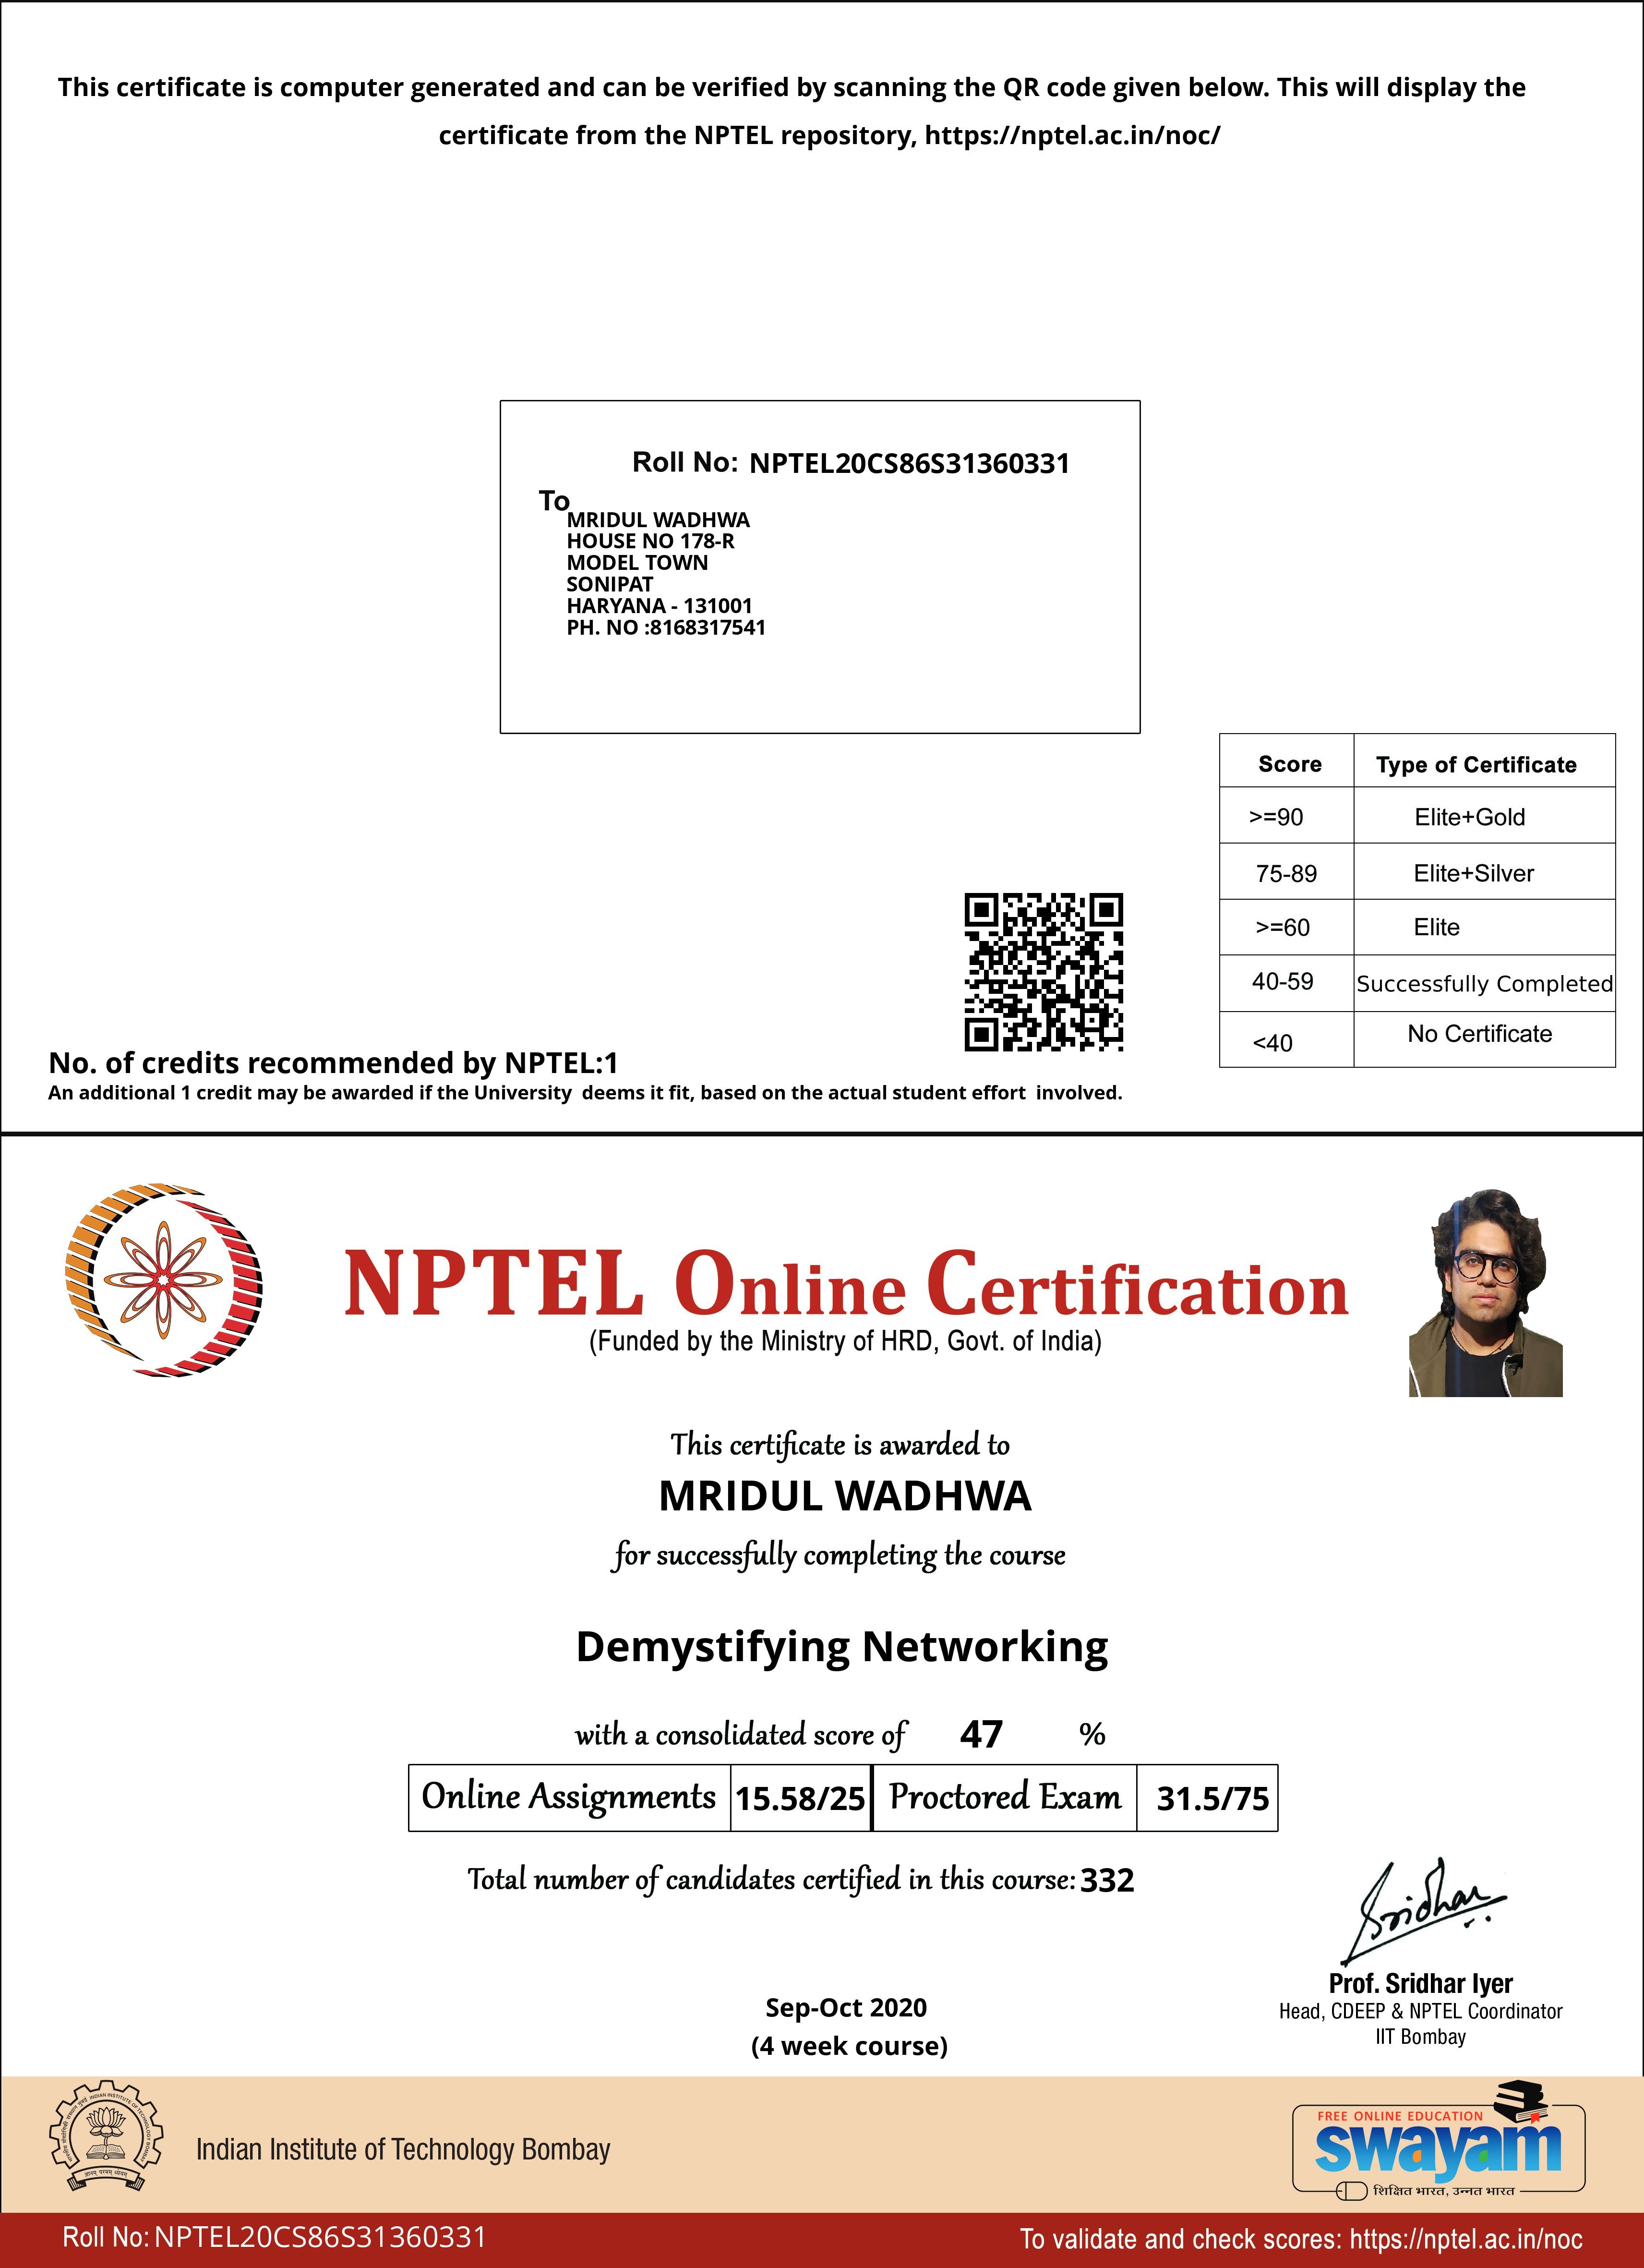 This certificate is computer generated and can be verified by scanning the QR code given below. This will display the
certificate from the NPTEL repository, https://nptel.ac.in/noc/
Roll No: NPTEL20CS86S31360331
To
MRIDUL WADHWA
HOUSE NO 178-R
MODEL TOWN
SONIPAT
HARYANA - 131001
PH. NO :8168317541
Score Type of Certificate
>=90 Elite+Gold
75-89 Elite+Silver
>=60 Elite
40-59 Successfully Completed
<40 No Certificate
No. of credits recommended by NPTEL:1
An additional 1 credit may be awarded if the University deems it fit, based on the actual student effort involved.
NPTEL Online Certification
(Funded by the Ministry of HRD, Govt. of India)
This certificate is awarded to
MRIDUL WADHWA
for successfully completing the course
Demystifying Networking
with a consolidated score of 47 %
Online Assignments 15.58/25 Proctored Exam 31.5/75
Total number of candidates certified in this course: 332
Sridhar
Prof. Sridhar Iyer
Head, CDEEP & NPTEL Coordinator
IIT Bombay
Sep-Oct 2020
(4 week course)
INDIAN INSTITUTE OF TECHNOLOGY BOMBAY
ज्ञानम् परमम् ध्येयम्
Indian Institute of Technology Bombay
FREE ONLINE EDUCATION
swayam
शिक्षित भारत, उन्नत भारत
Roll No: NPTEL20CS86S31360331
To validate and check scores: https://nptel.ac.in/noc